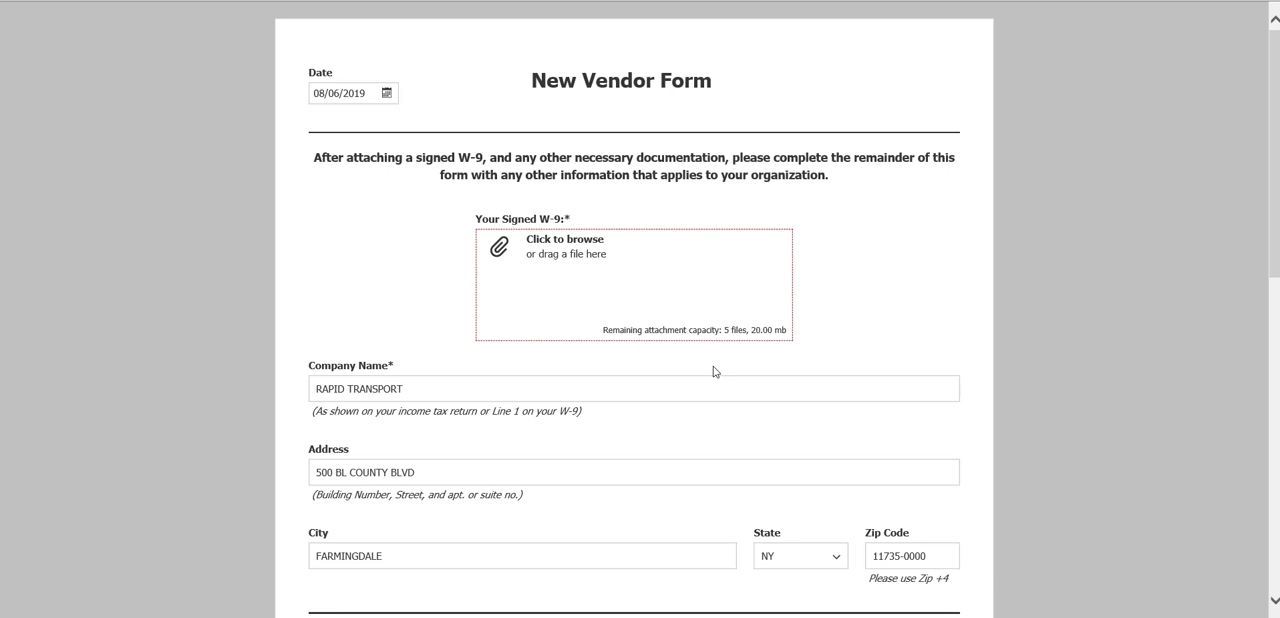 Date
New Vendor Form
08/06/2019
After attaching a signed W-9, and any other necessary documentation, please complete the remainder of this
form with any other information that applies to your organization.
Your Signed W-9:*
Click to browse
or drag a file here
Remaining attachment capacity: 5 files, 20.00 mb
Company Name*
RAPID TRANSPORT
(As shown on your income tax return or Line 1 on your W-9)
Address
500 BL COUNTY BLVD
(Building Number, Street, and apt. or suite no.)
City State Zip Code
FARMINGDALE NY 11735-0000
Please use Zip +4